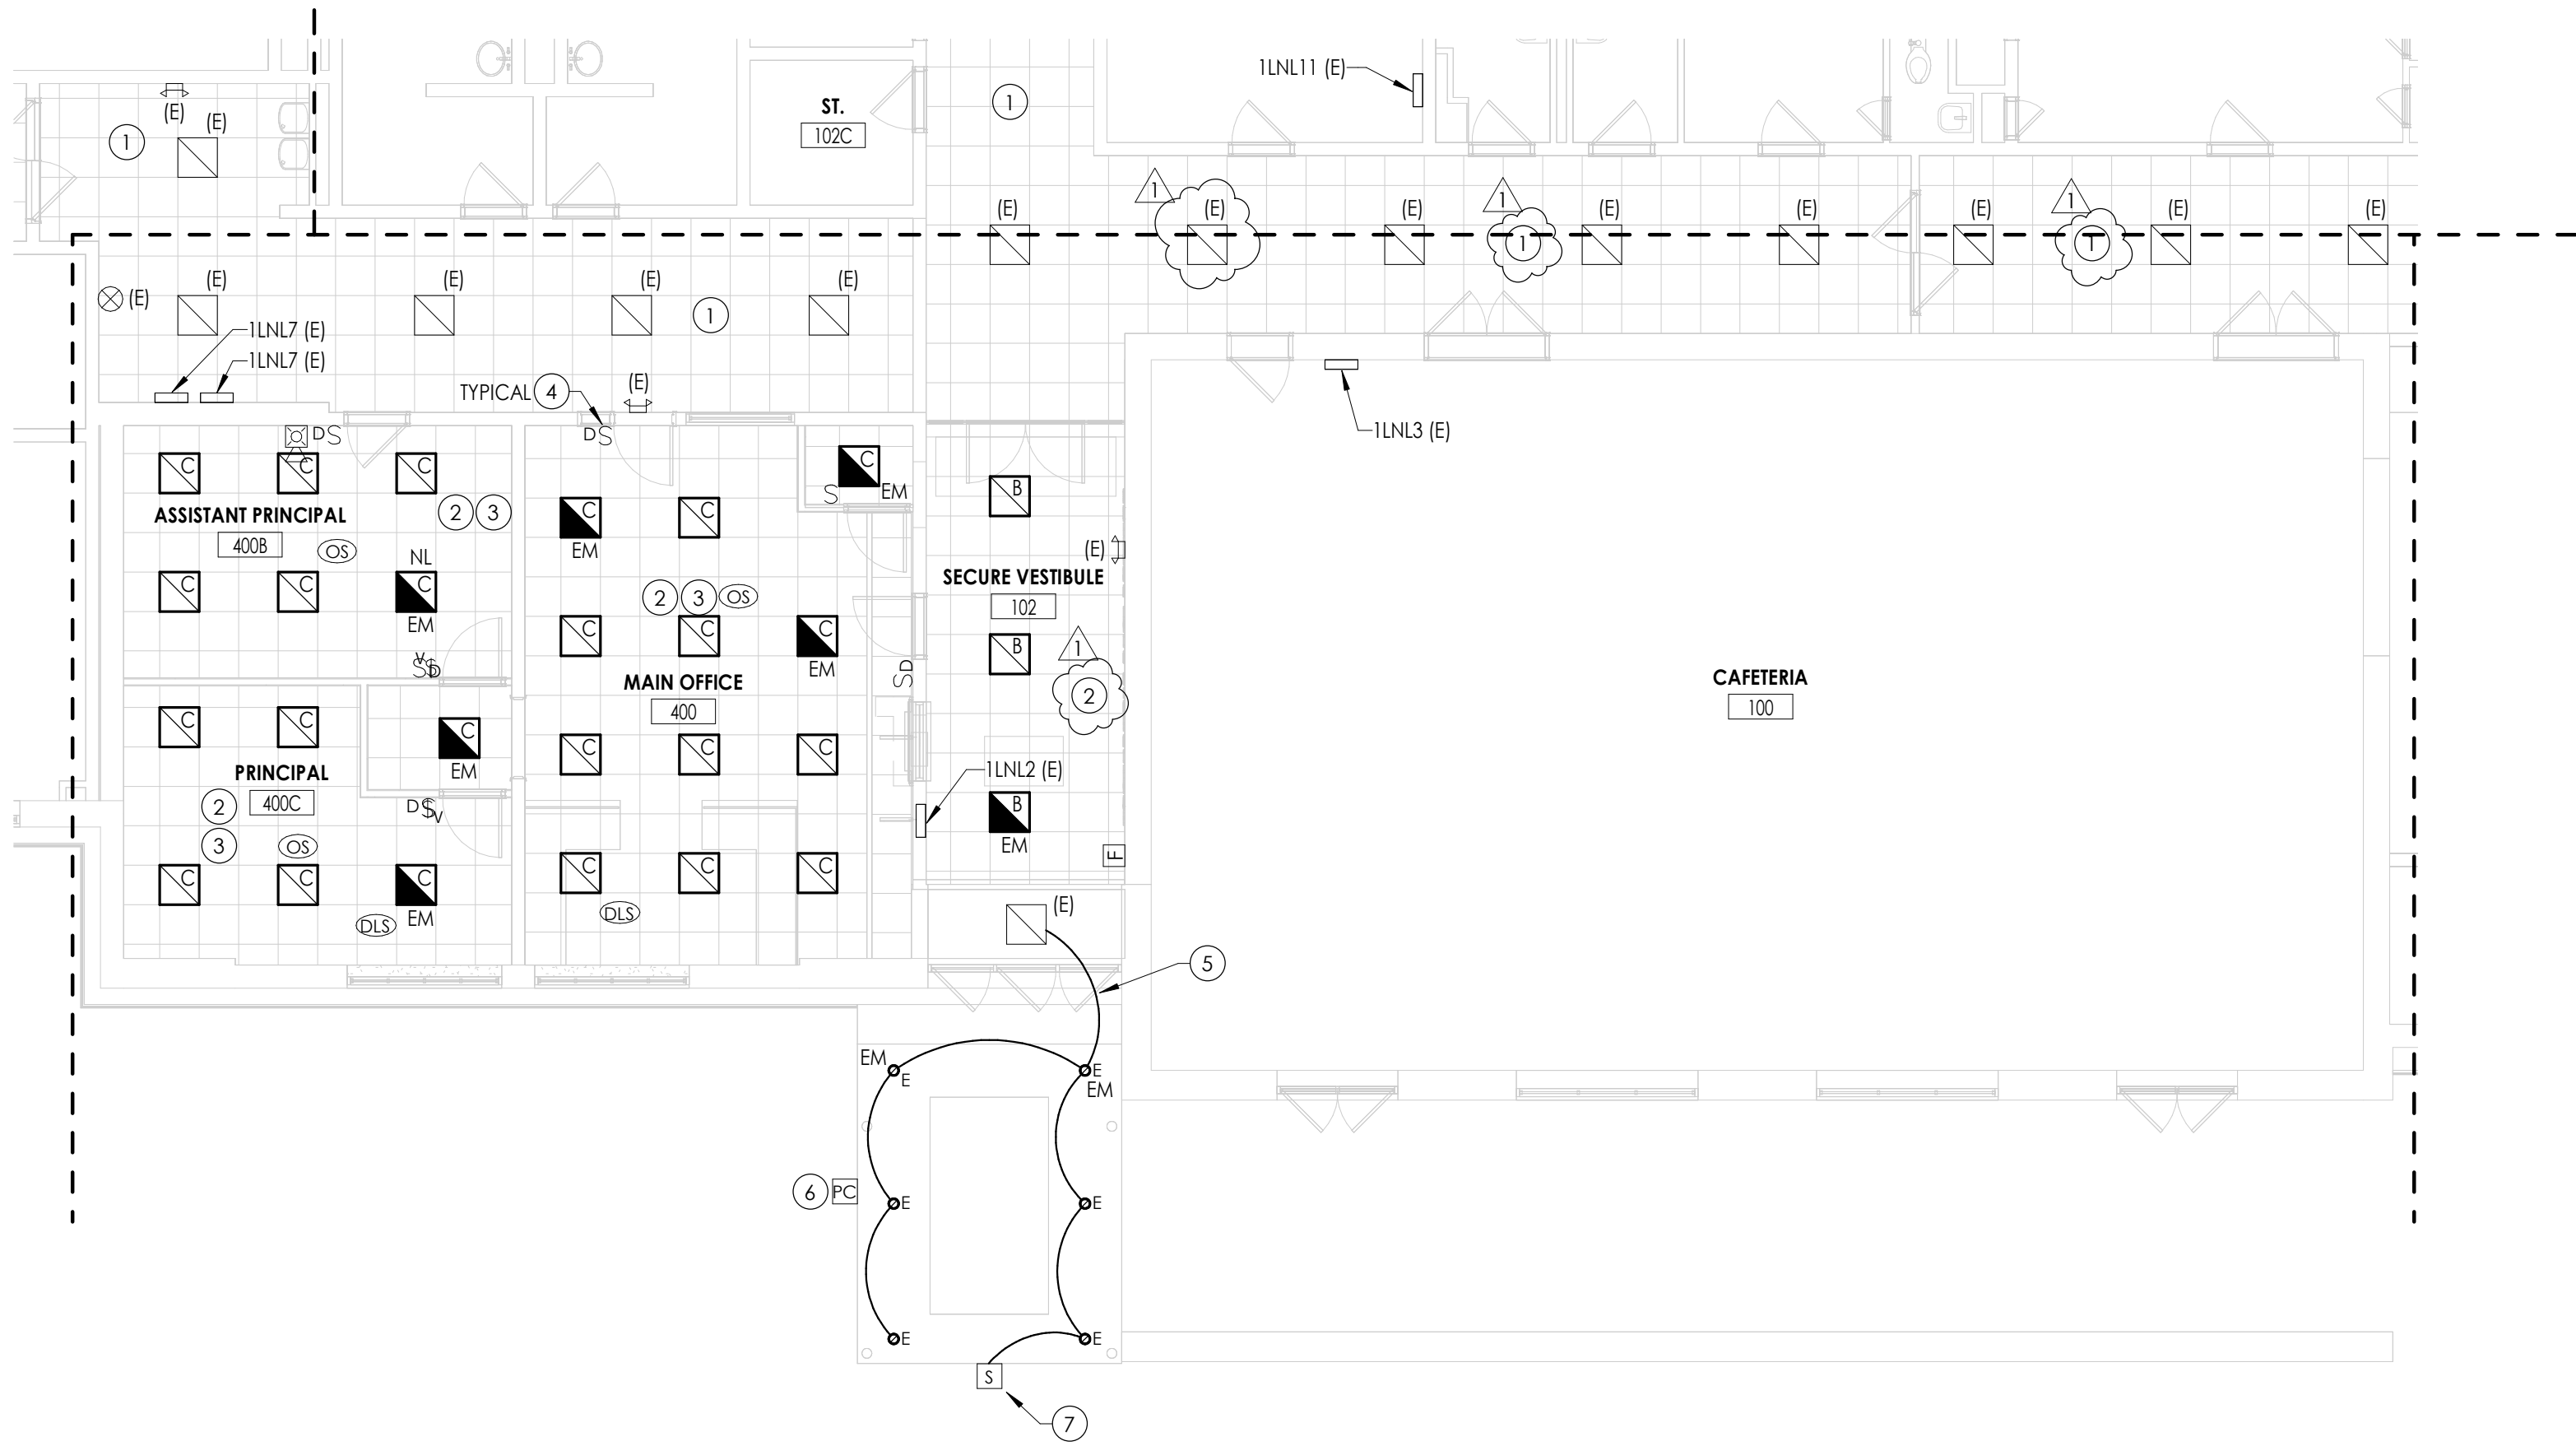 1LNL11 (E)
ST.
102C
1
(E)
(E)
1
1
1
1
(E)
(E)
(E)
1
(E)
(E)
(E)
1
(E)
(E)
(E)
(E)
(E)
(E)
1
(E)
1LNL7 (E)
1LNL7 (E)
TYPICAL
4
(E)
1LNL3 (E)
DS
DS
C
C
C
C
S
EM
B
2
3
C
C
EM
ASSISTANT PRINCIPAL
400B
OS
NL
(E)
SECURE VESTIBULE
102
C
C
C
EM
2
3
OS
C
C
C
EM
B
1
2
V
SD
MAIN OFFICE
400
CAFETERIA
100
C
C
C
EM
C
C
C
1LNL2 (E)
PRINCIPAL
400C
2
3
OS
D$
V
B
EM
F
C
C
C
EM
DLS
C
C
C
DLS
(E)
5
EM
E
E
EM
6
PC
E
E
E
E
S
7